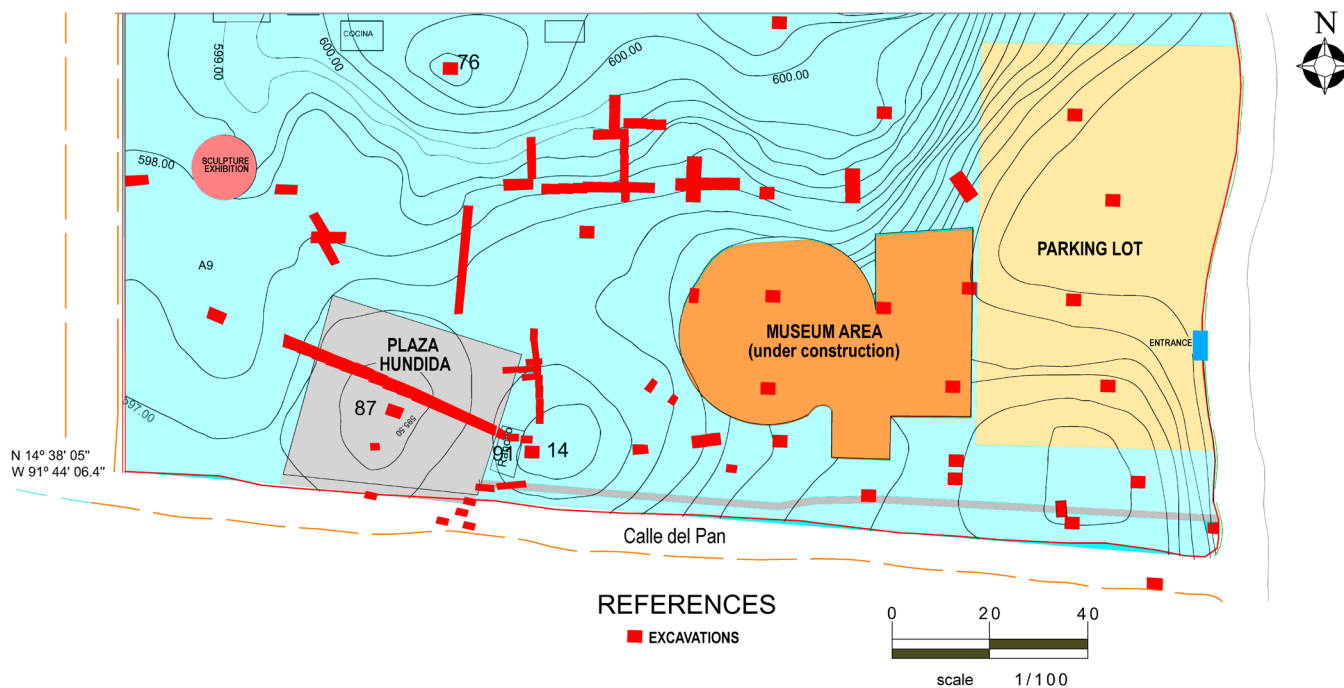 N
COCINA
599.00
600.00
600.00
600.00
76
598.00
SCULPTURE
EXHIBITION
A9
PARKING LOT
PLAZA
HUNDIDA
MUSEUM AREA
(under construction)
ENTRANCE
597.00
87
595.50
91
14
N 14º 38' 05"
W 91º 44' 06.4"
Calle del Pan
REFERENCES
EXCAVATIONS
0 20 40
scale 1/100